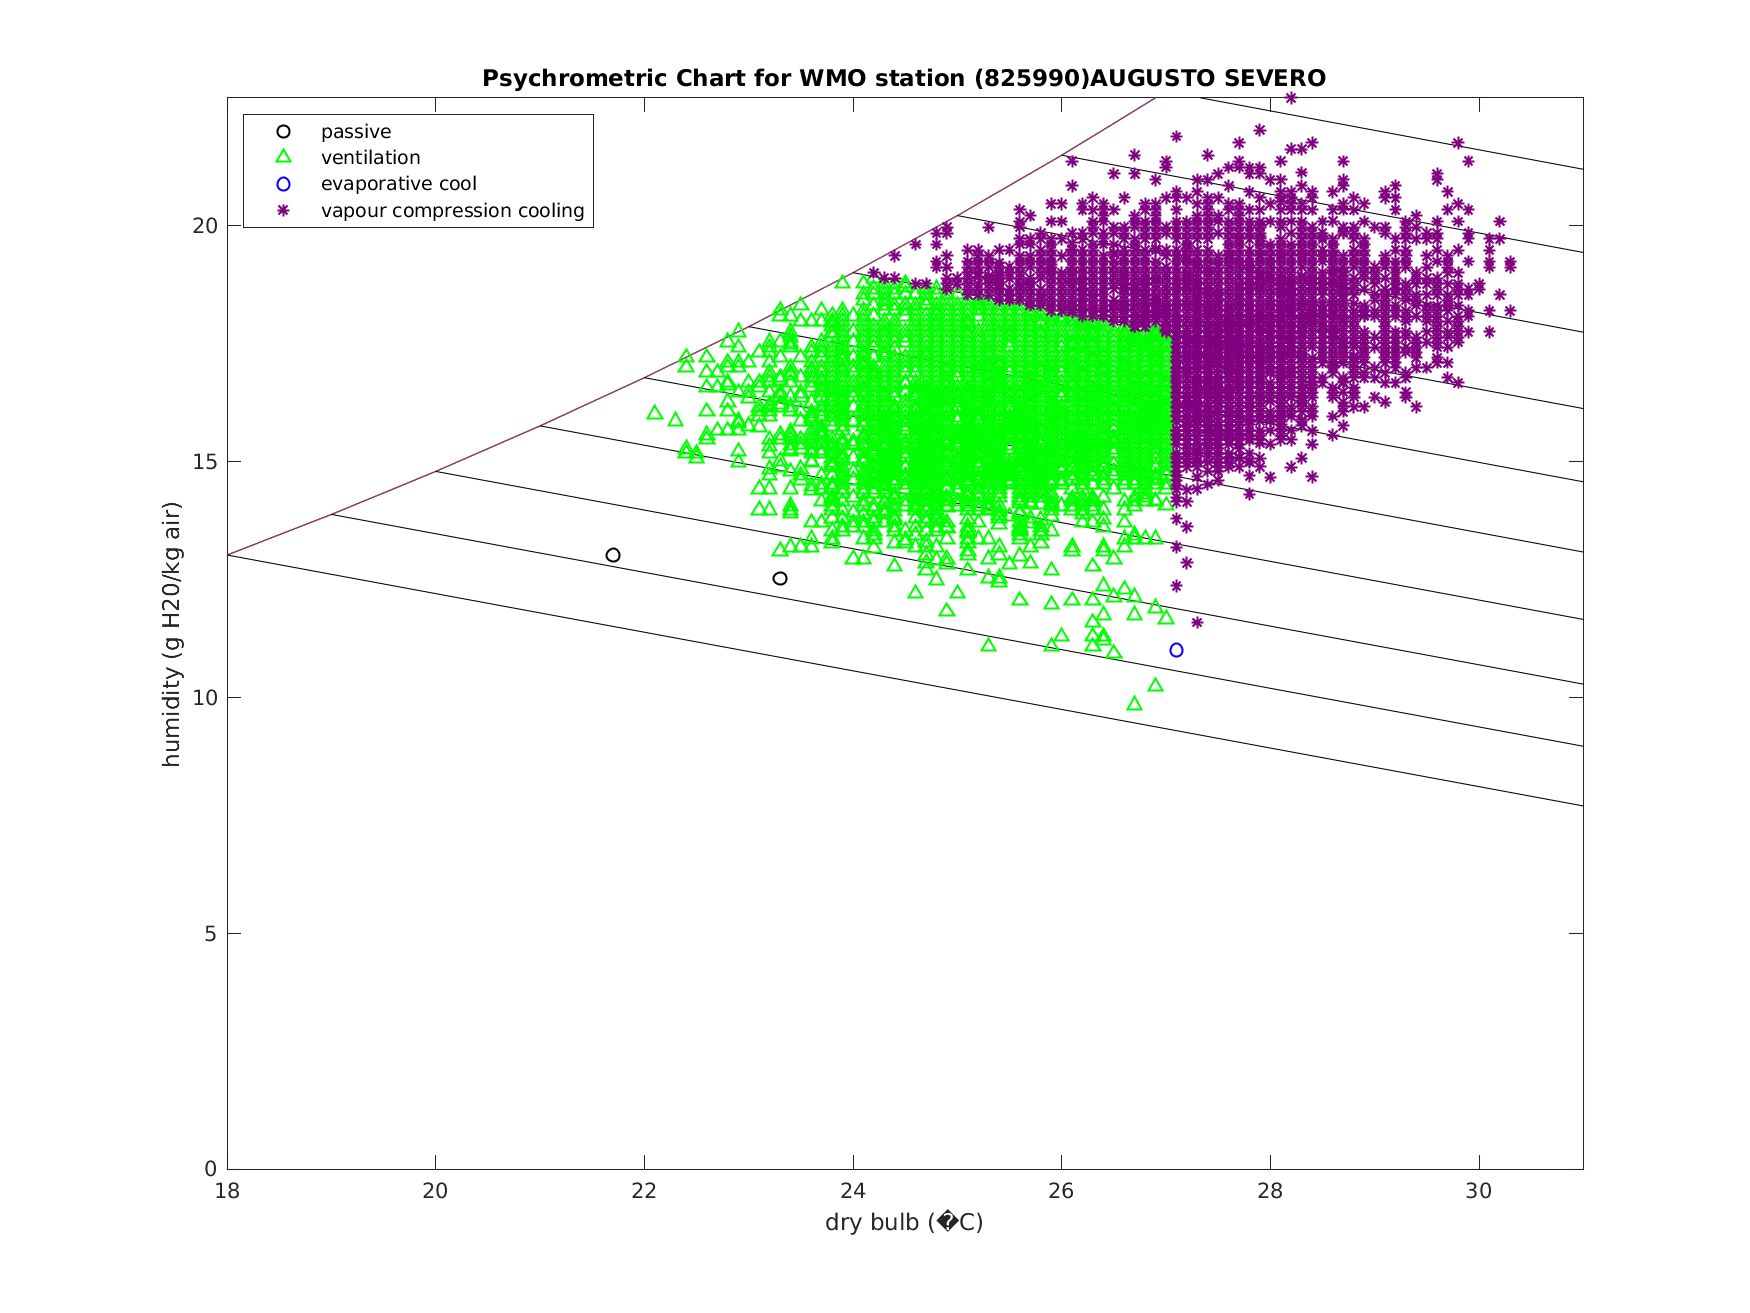 Psychrometric Chart for WMO station (825990)AUGUSTO SEVERO
passive
ventilation
evaporative cool
vapour compression cooling
20
15
10
5
0
humidity (g H20/kg air)
18 20 22 24 26 28 30
dry bulb (�C)